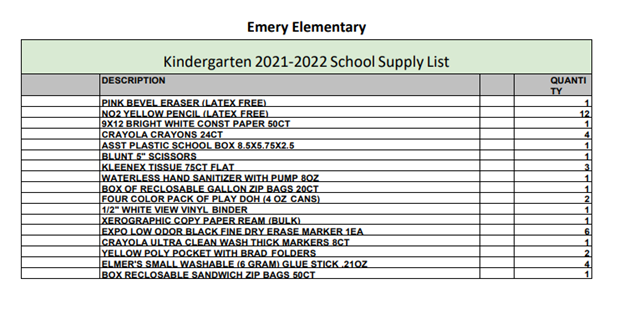 Emery Elementary
Kindergarten 2021-2022 School Supply List
DESCRIPTION QUANTI
TY
PINK BEVEL ERASER (LATEX FREE) 1
NO2 YELLOW PENCIL (LATEX FREE) 12
9X12 BRIGHT WHITE CONST PAPER 50CT 1
CRAYOLA CRAYONS 24CT 4
ASST PLASTIC SCHOOL BOX 8.5X5.75X2.5 1
BLUNT 5" SCISSORS 1
KLEENEX TISSUE 75CT FLAT 3
WATERLESS HAND SANITIZER WITH PUMP 8OZ 1
BOX OF RECLOSABLE GALLON ZIP BAGS 20CT 1
FOUR COLOR PACK OF PLAY DOH (4 OZ CANS) 2
1/2" WHITE VIEW VINYL BINDER 1
XEROGRAPHIC COPY PAPER REAM (BULK) 1
EXPO LOW ODOR BLACK FINE DRY ERASE MARKER 1EA 6
CRAYOLA ULTRA CLEAN WASH THICK MARKERS 8CT 1
YELLOW POLY POCKET WITH BRAD FOLDERS 2
ELMER'S SMALL WASHABLE (6 GRAM) GLUE STICK .21OZ 4
BOX RECLOSABLE SANDWICH ZIP BAGS 50CT 1